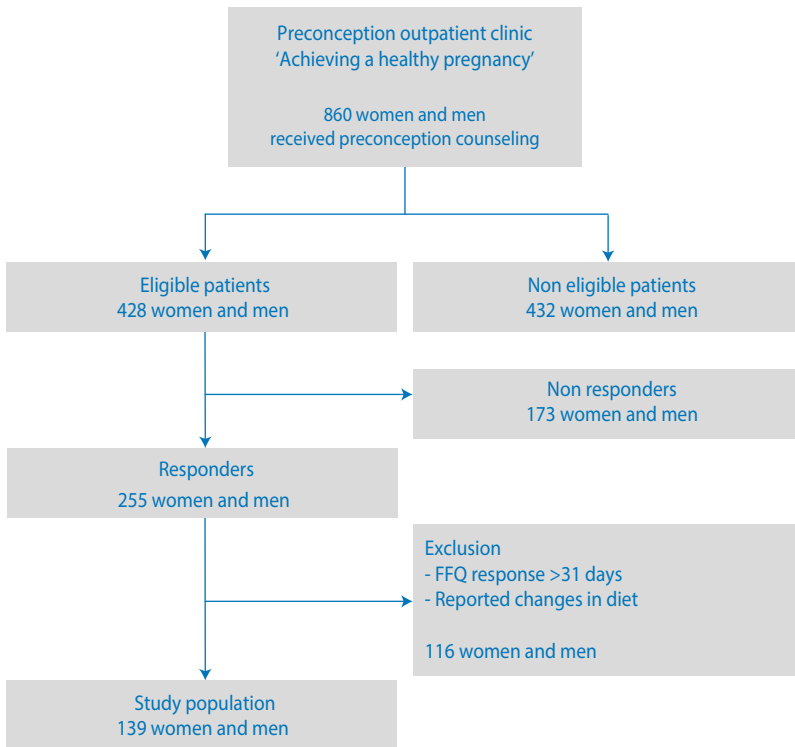 Preconception outpatient clinic
‘Achieving a healthy pregnancy’
860 women and men
received preconception counseling
Eligible patients
428 women and men
Non eligible patients
432 women and men
Non responders
173 women and men
Responders
255 women and men
Exclusion
- FFQ response >31 days
- Reported changes in diet
116 women and men
Study population
139 women and men